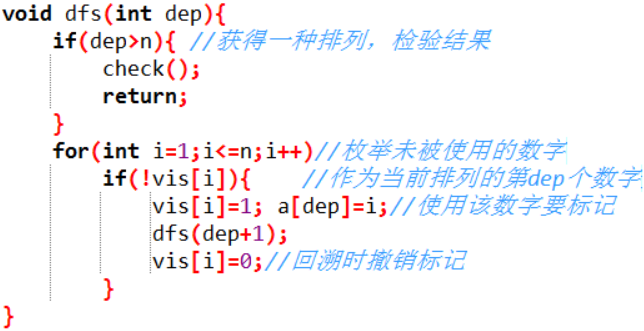 void dfs(int dep){
    if(dep>n){ //获得一种排列，检验结果
        check();
        return;
    }
    for(int i=1;i<=n;i++)//枚举未被使用的数字
        if(!vis[i]){    //作为当前排列的第dep个数字
            vis[i]=1; a[dep]=i;//使用该数字要标记
            dfs(dep+1);
            vis[i]=0;//回溯时撤销标记
        }
}